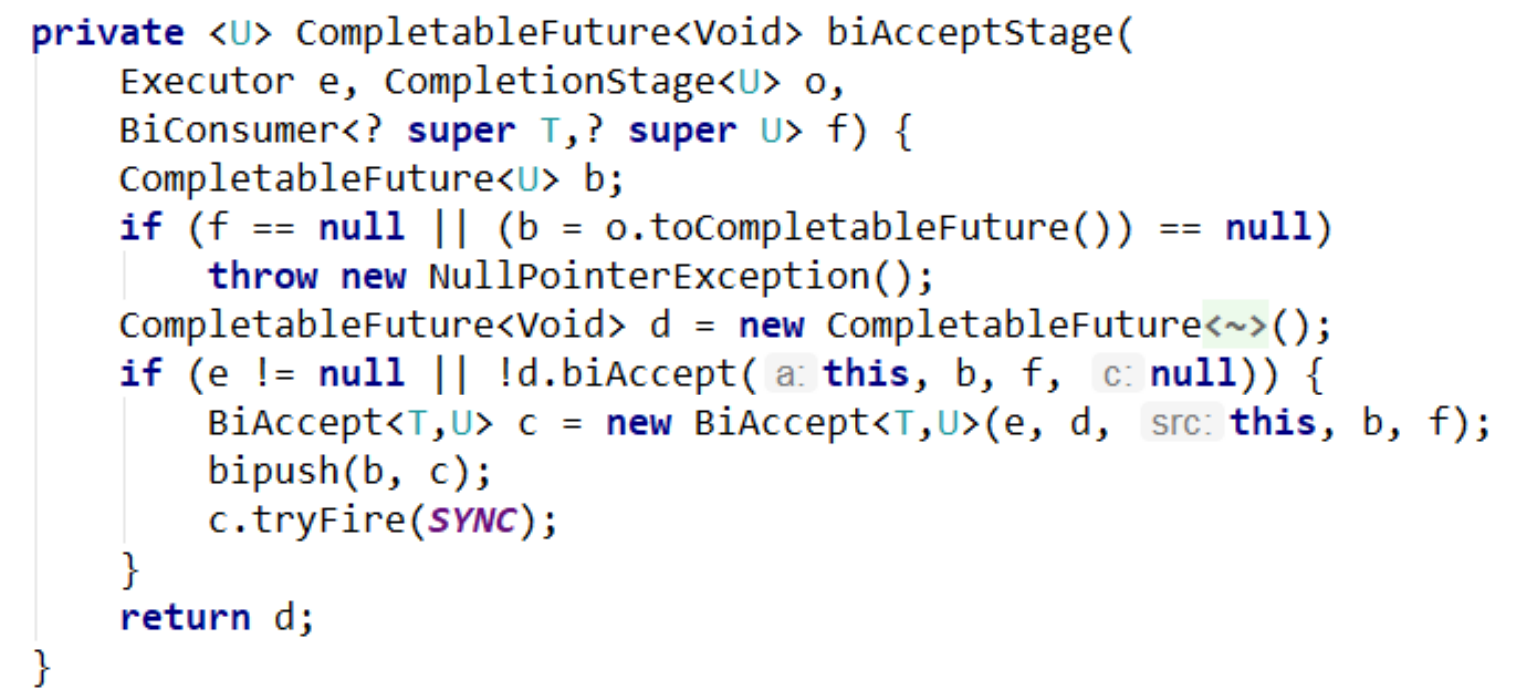 private <U> CompletableFuture<Void> biAcceptStage(
    Executor e, CompletionStage<U> o,
    BiConsumer<? super T,? super U> f) {
    CompletableFuture<U> b;
    if (f == null || (b = o.toCompletableFuture()) == null)
        throw new NullPointerException();
    CompletableFuture<Void> d = new CompletableFuture<~>();
    if (e != null || !d.biAccept( a: this, b, f, c: null)) {
        BiAccept<T,U> c = new BiAccept<T,U>(e, d, src: this, b, f);
        bipush(b, c);
        c.tryFire(SYNC);
    }
    return d;
}